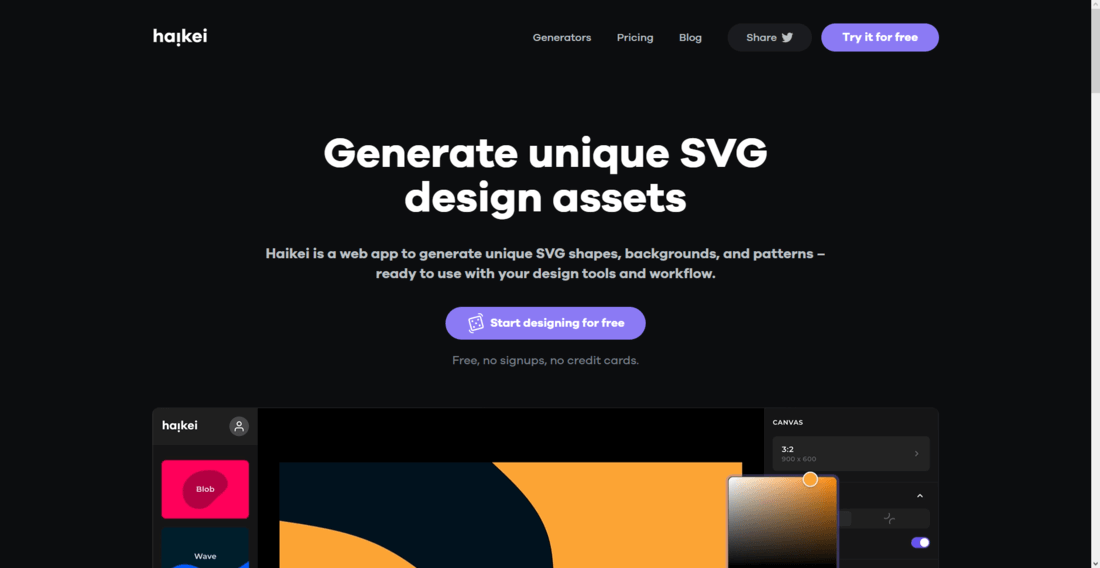 haikei
Generators
Pricing
Blog
Share
Try it for free
Generate unique SVG
design assets
Haikei is a web app to generate unique SVG shapes, backgrounds, and patterns –
ready to use with your design tools and workflow.
Start designing for free
Free, no signups, no credit cards.
haikei
Blob
Wave
CANVAS
3:2
900 x 600